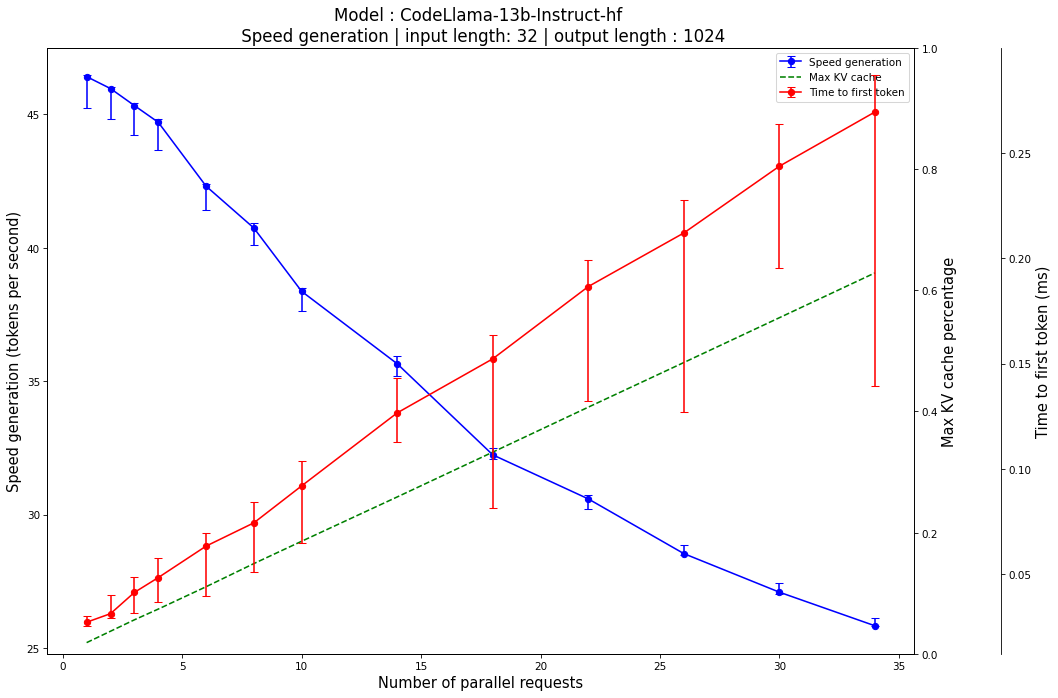 Model : CodeLlama-13b-Instruct-hf
Speed generation | input length: 32 | output length : 1024
Speed generation
Max KV cache
Time to first token
Speed generation (tokens per second)
45
40
35
30
25
0
5
10
15
20
25
30
35
Number of parallel requests
1.0
0.8
0.6
0.4
0.2
0.0
Max KV cache percentage
0.25
0.20
0.15
0.10
0.05
Time to first token (ms)